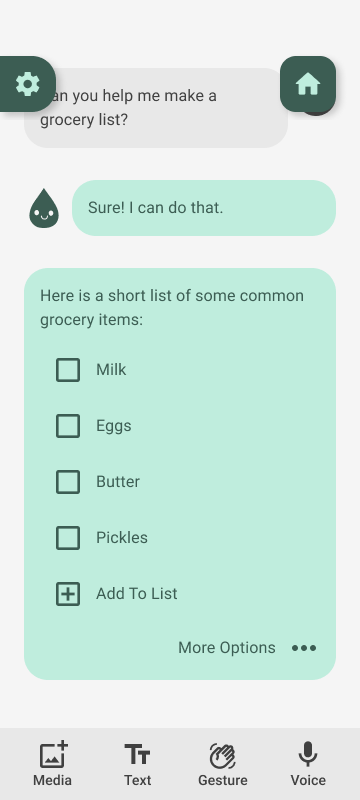 an you help me make a
grocery list?
Sure! I can do that.
Here is a short list of some common
grocery items:
Milk
Eggs
Butter
Pickles
Add To List
More Options
Media
Text
Gesture
Voice